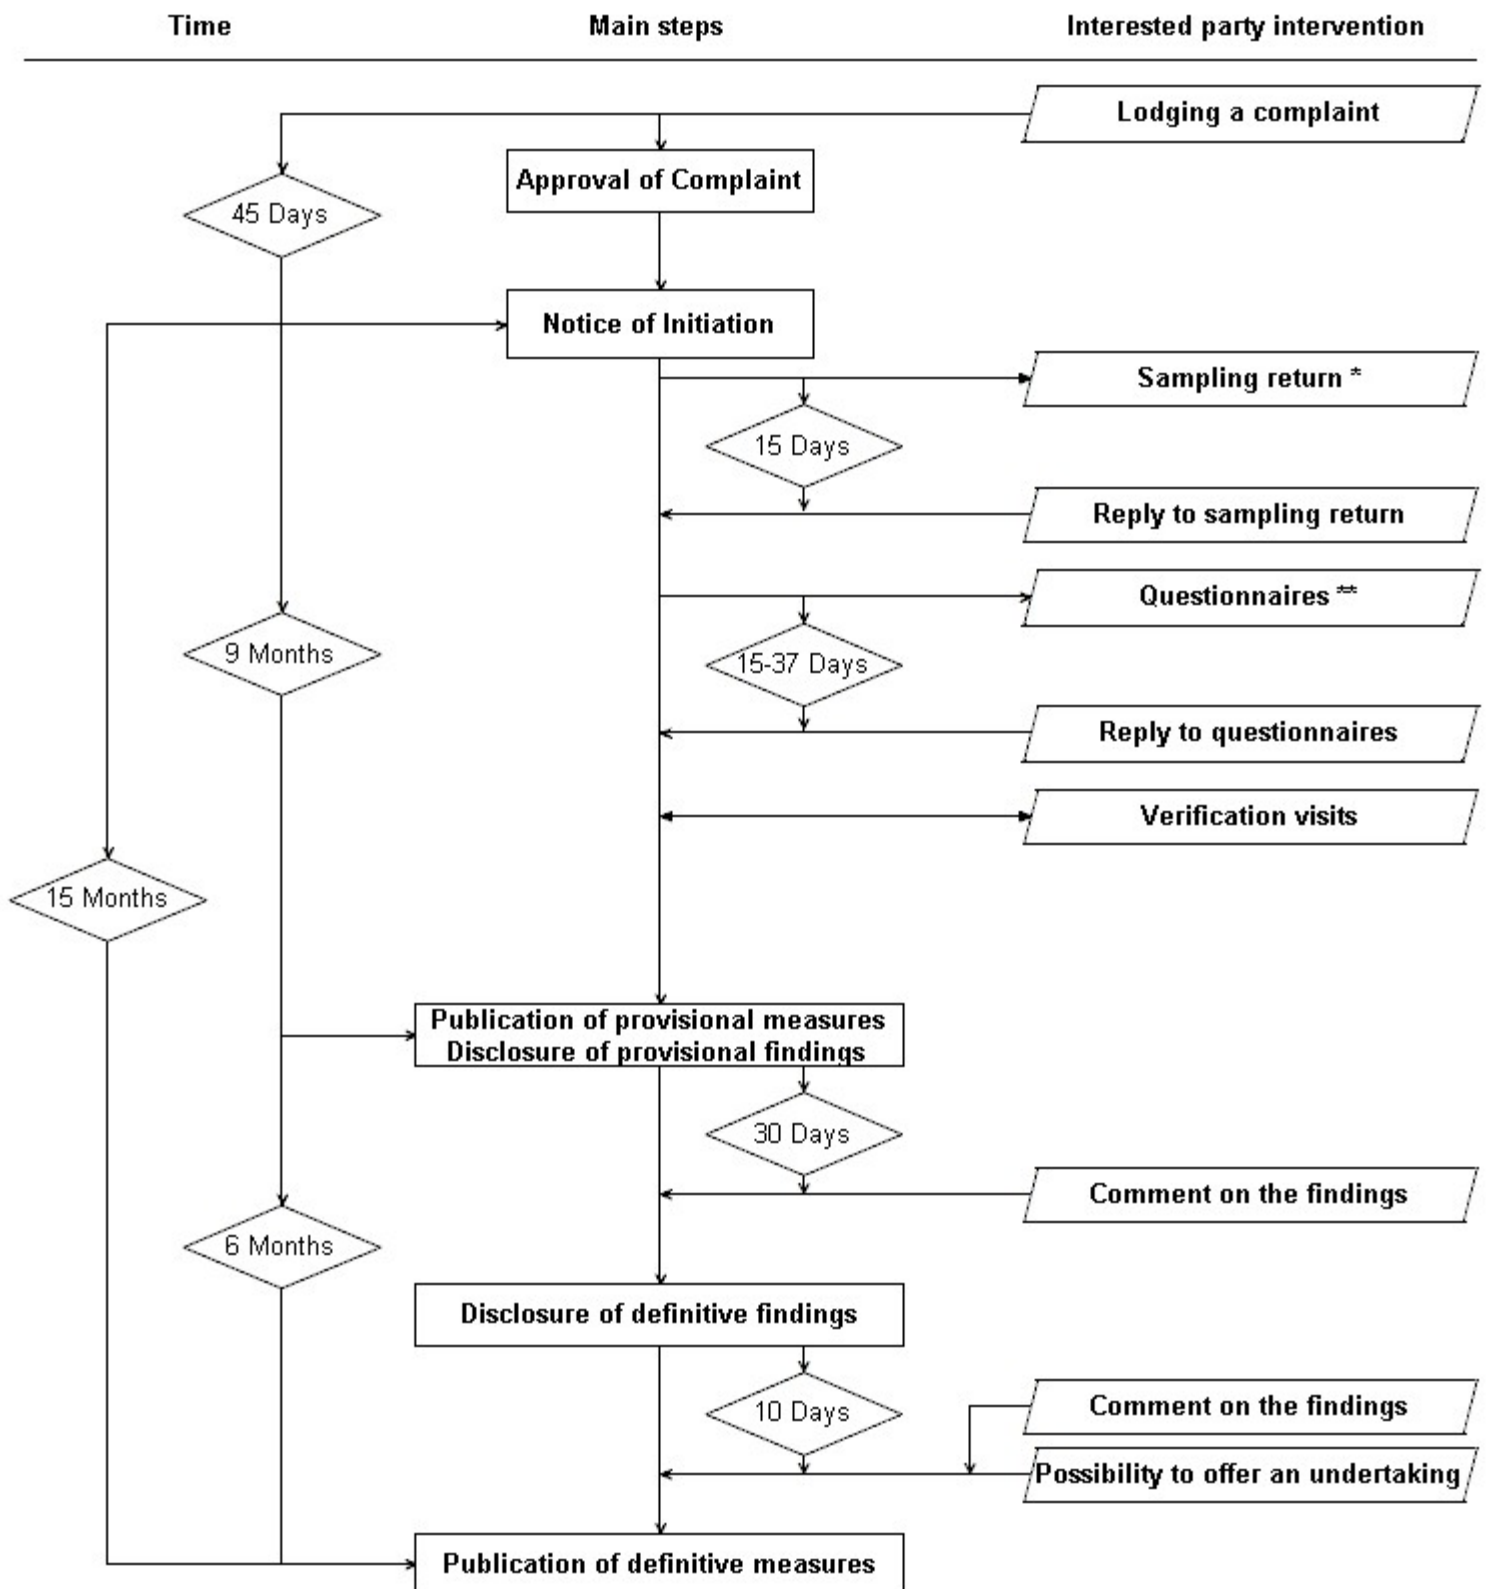 Time
Main steps
Interested party intervention
Lodging a complaint
Approval of Complaint
45 Days
Notice of Initiation
Sampling return *
15 Days
Reply to sampling return
Questionnaires **
9 Months
15-37 Days
Reply to questionnaires
Verification visits
15 Months
Publication of provisional measures
Disclosure of provisional findings
30 Days
Comment on the findings
6 Months
Disclosure of definitive findings
10 Days
Comment on the findings
Possibility to offer an undertaking
Publication of definitive measures